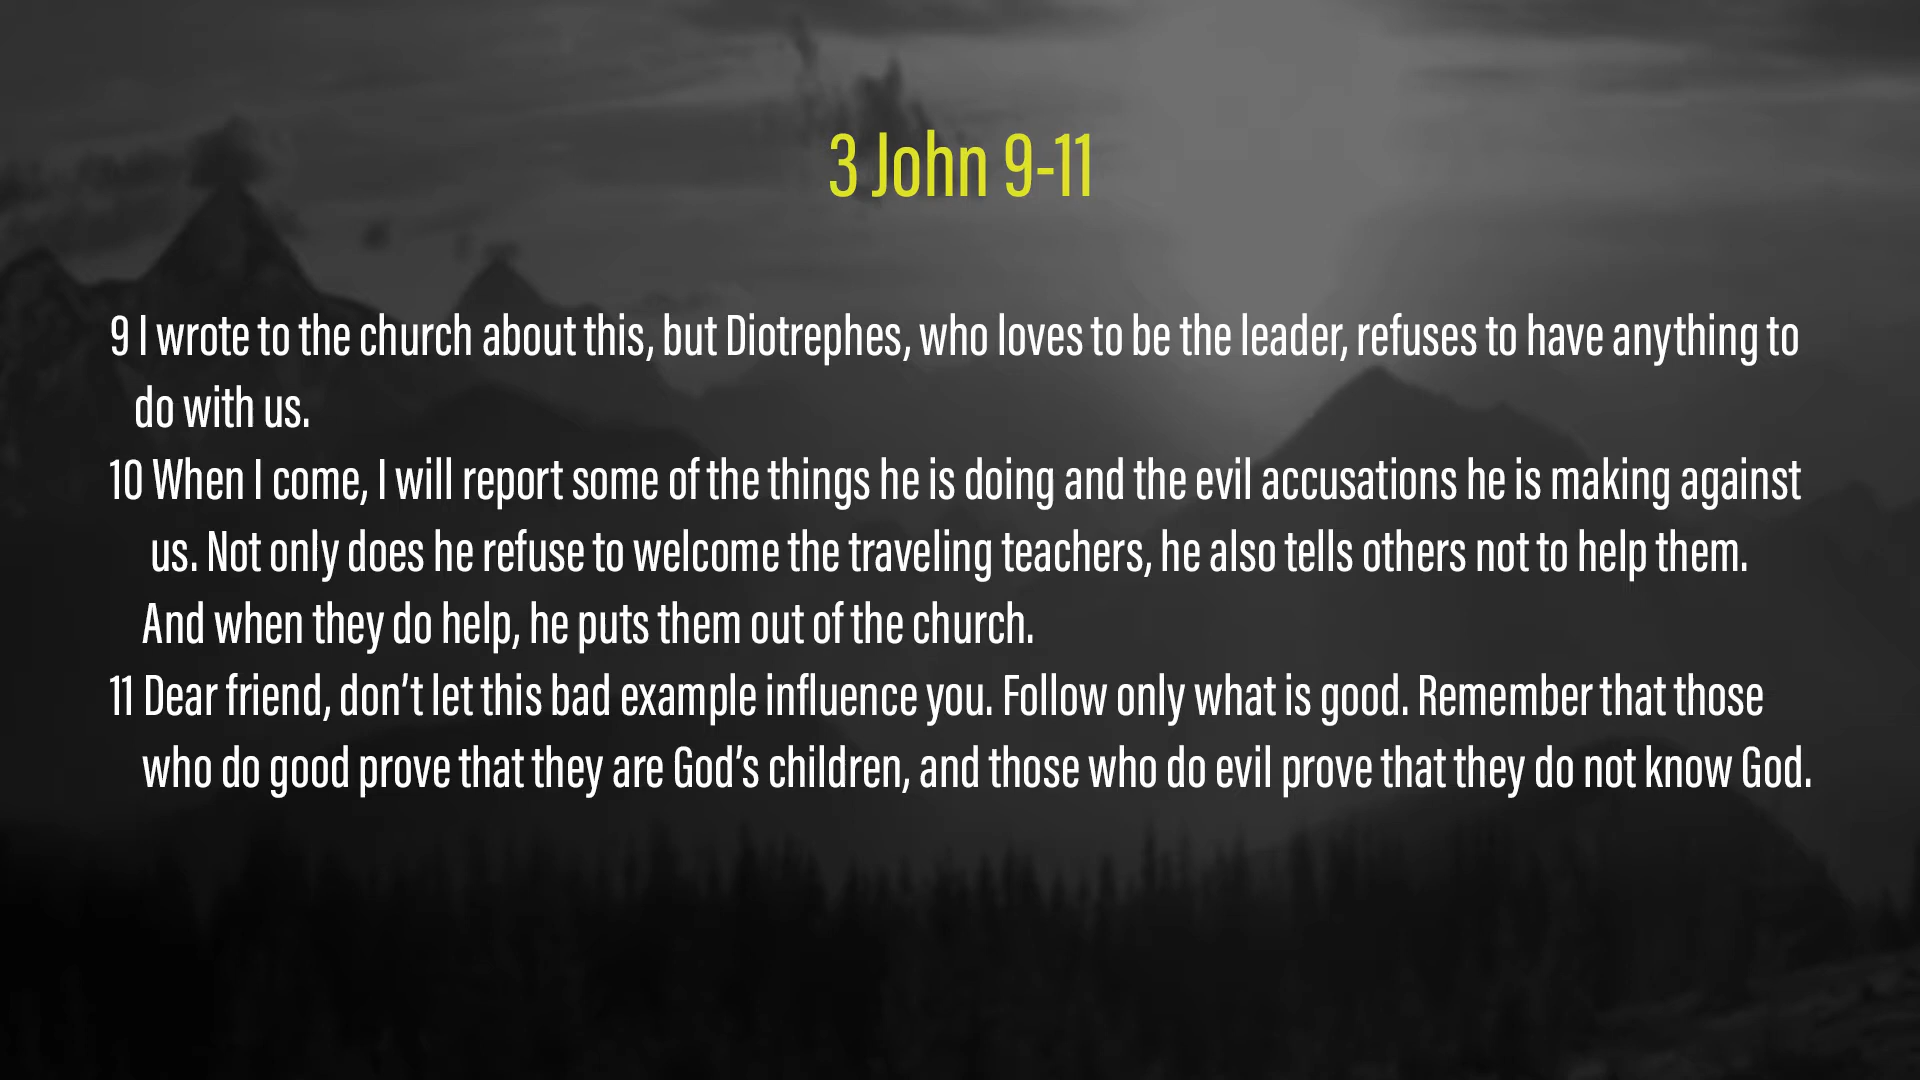 3 John 9-11
9 I wrote to the church about this, but Diotrephes, who loves to be the leader, refuses to have anything to
do with us.
10 When I come, I will report some of the things he is doing and the evil accusations he is making against
us. Not only does he refuse to welcome the traveling teachers, he also tells others not to help them.
And when they do help, he puts them out of the church.
11 Dear friend, don’t let this bad example influence you. Follow only what is good. Remember that those
who do good prove that they are God’s children, and those who do evil prove that they do not know God.